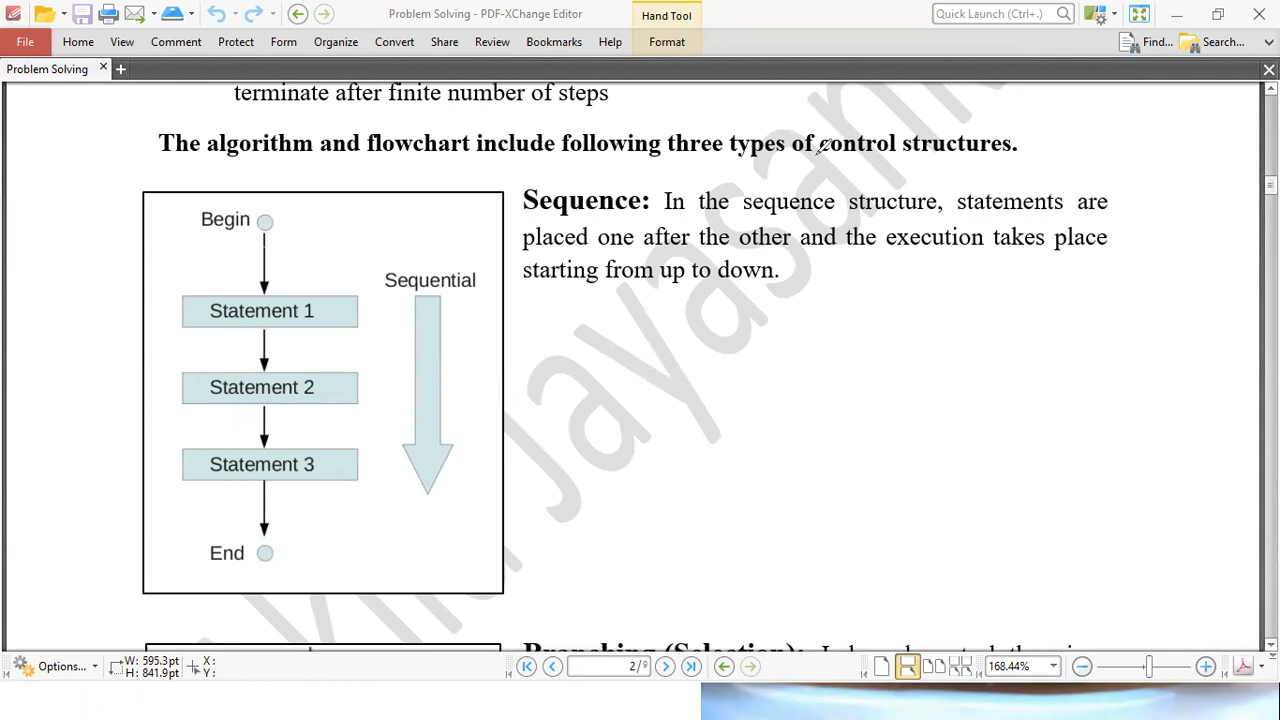 Problem Solving - PDF-XChange Editor
Hand Tool
Quick Launch (Ctrl+.)
File Home View Comment Protect Form Organize Convert Share Review Bookmarks Help Format
Find... Search...
Problem Solving
terminate after finite number of steps
The algorithm and flowchart include following three types of control structures.
Begin
Statement 1
Statement 2
Statement 3
End
Sequential
Sequence: In the sequence structure, statements are
placed one after the other and the execution takes place
starting from up to down.
Jayasanka
Branching (Selection):
Options...
W: 595.3pt
H: 841.9pt
X:
Y:
2/9
168.44%